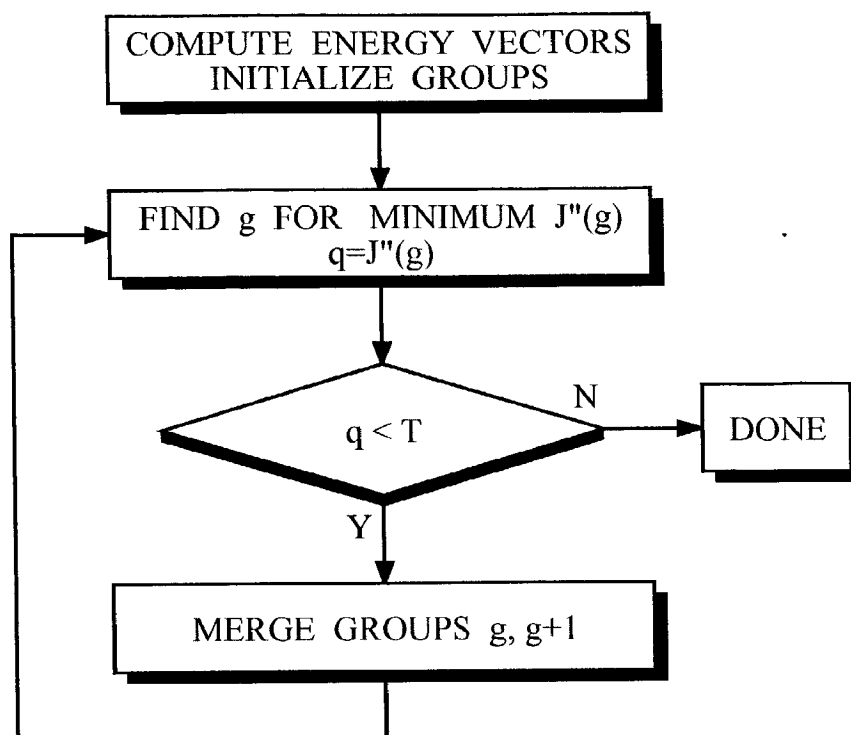 COMPUTE ENERGY VECTORS
INITIALIZE GROUPS
FIND g FOR MINIMUM J"(g)
q=J"(g)
q < T
N
DONE
Y
MERGE GROUPS g, g+1